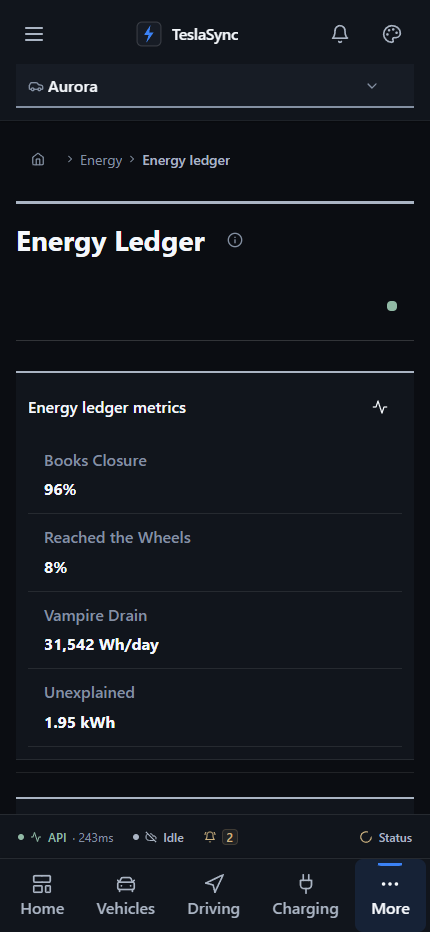 TeslaSync
Aurora
Energy > Energy ledger
Energy Ledger
Energy ledger metrics
Books Closure
96%
Reached the Wheels
8%
Vampire Drain
31,542 Wh/day
Unexplained
1.95 kWh
API · 243ms Idle 2 Status
Home Vehicles Driving Charging More